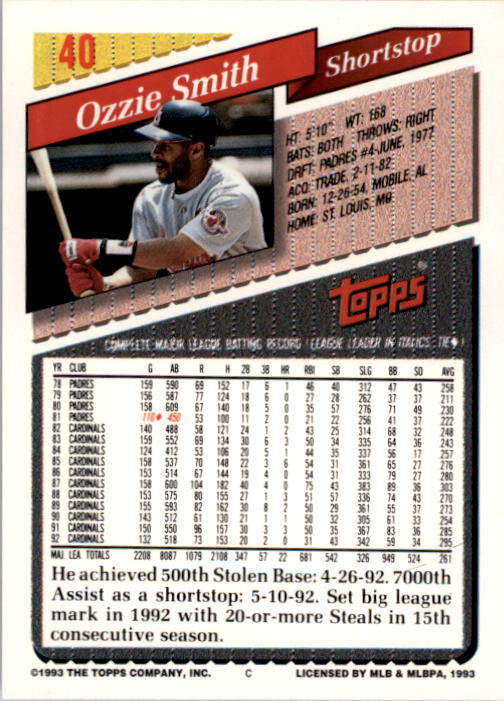 40
Ozzie Smith
Shortstop
HT: 5'10" WT: 168
BATS: BOTH THROWS: RIGHT
DRFT: PADRES #4-JUNE, 1977
ACQ: TRADE, 2-11-82
BORN: 12-26-54, MOBILE, AL
HOME: ST. LOUIS, MO
TOPPS®
COMPLETE MAJOR LEAGUE BATTING RECORD (LEAGUE LEADER IN ITALICS, TIE♦)
YR CLUB G AB R H 2B 3B HR RBI SB SLG BB SO AVG
78 PADRES 159 590 69 152 17 6 1 46 40 312 47 43 258
79 PADRES 156 587 77 124 18 6 0 27 28 262 37 37 211
80 PADRES 158 609 67 140 18 5 0 35 57 276 71 49 230
81 PADRES 110♦ 450 53 100 11 2 0 21 22 256 41 37 222
82 CARDINALS 140 488 58 121 24 1 2 43 25 314 68 32 248
83 CARDINALS 159 552 69 134 30 6 3 50 34 335 64 36 243
84 CARDINALS 124 412 53 106 20 5 1 44 35 337 56 17 257
85 CARDINALS 158 537 70 148 22 3 6 54 31 361 65 27 276
86 CARDINALS 153 514 67 144 19 4 0 54 31 333 79 27 280
87 CARDINALS 158 600 104 182 40 4 0 75 43 383 89 36 303
88 CARDINALS 153 575 80 155 27 1 3 51 57 336 74 43 270
89 CARDINALS 155 593 82 162 30 8 2 50 29 361 55 37 273
90 CARDINALS 143 512 61 130 21 1 1 50 32 305 61 33 254
91 CARDINALS 150 550 96 157 30 3 3 50 35 367 83 36 285
92 CARDINALS 132 518 73 153 20 2 0 31 43 342 59 34 295
MAJ. LEA. TOTALS 2208 8087 1079 2108 347 57 22 681 542 326 949 524 261
He achieved 500th Stolen Base: 4-26-92. 7000th
Assist as a shortstop: 5-10-92. Set big league
mark in 1992 with 20-or-more Steals in 15th
consecutive season.
©1993 THE TOPPS COMPANY, INC. C LICENSED BY MLB & MLBPA, 1993